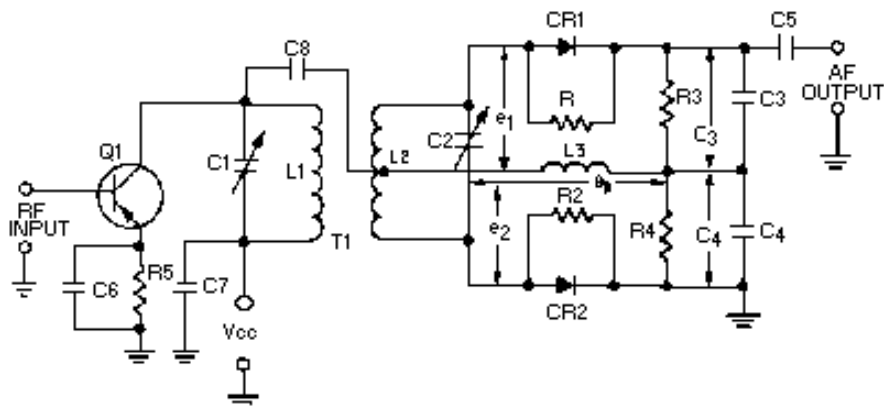 CR1
C5
C8
AF
OUTPUT
R
R3
C3
C3
e1
Q1
C1
L1
L2
C2
L3
RF
INPUT
R2
T1
e2
R4
C4
C4
R5
C6
C7
CR2
Vcc